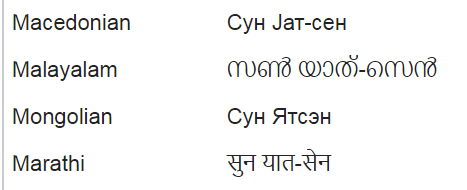 Macedonian Сун Јат-сен
Malayalam സൺ യാത്-സെൻ
Mongolian Сун Ятсэн
Marathi सुन यात-सेन